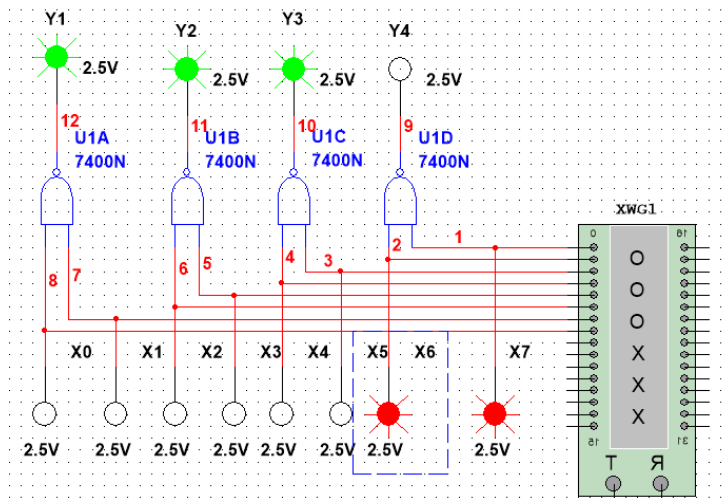 Y1
Y2
Y3
Y4
2.5V
2.5V
2.5V
2.5V
12
11
10
9
U1A
U1B
U1C
U1D
7400N
7400N
7400N
7400N
XWG1
0
16
8
7
6
5
4
3
2
1
O
O
O
X
X
X
X0
X1
X2
X3
X4
X5
X6
X7
2.5V
2.5V
2.5V
2.5V
2.5V
2.5V
2.5V
2.5V
15
31
T
R